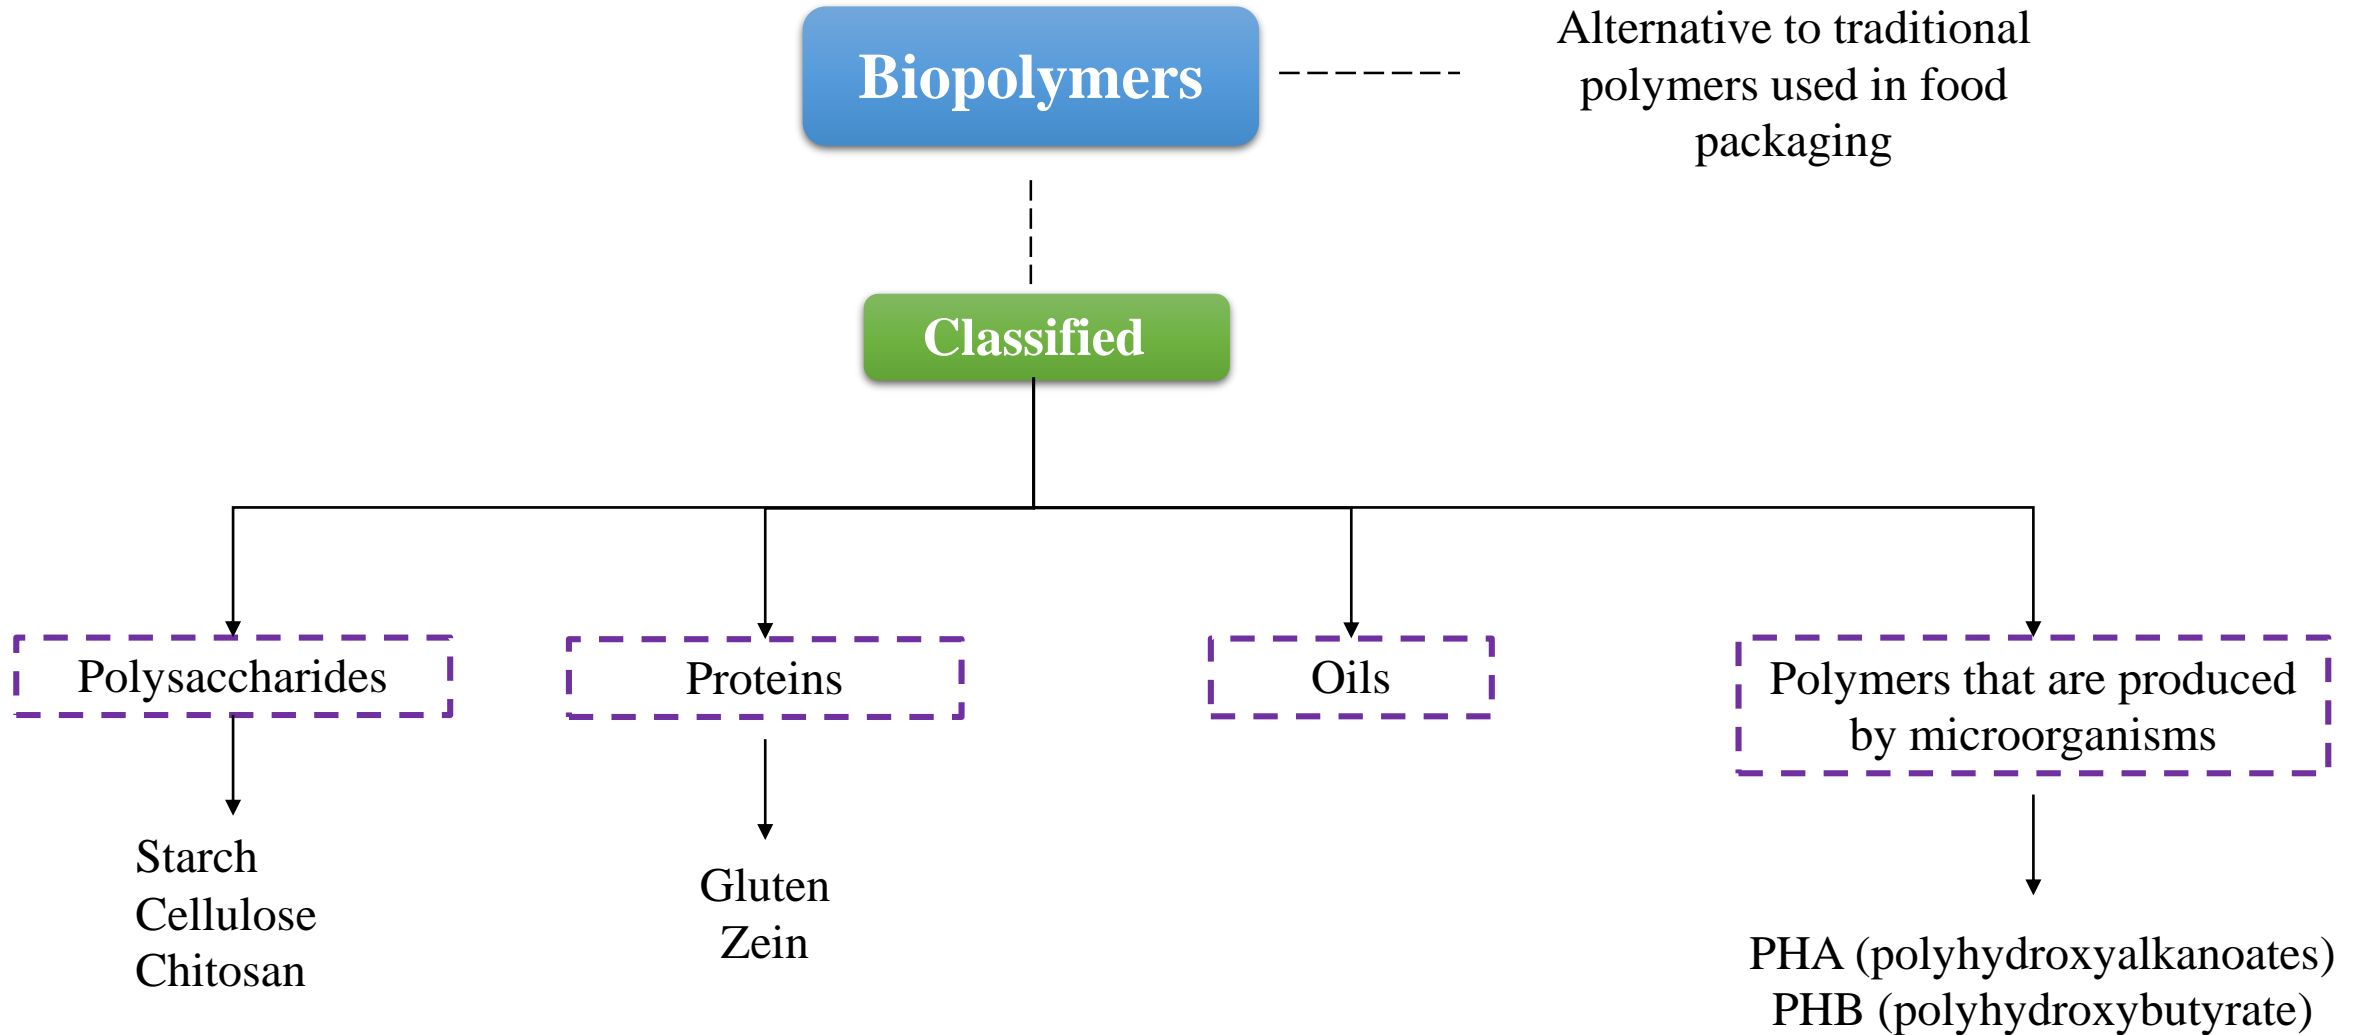 Biopolymers
Alternative to traditional
polymers used in food
packaging
Classified
Polysaccharides
Proteins
Oils
Polymers that are produced
by microorganisms
Starch
Cellulose
Chitosan
Gluten
Zein
PHA (polyhydroxyalkanoates)
PHB (polyhydroxybutyrate)